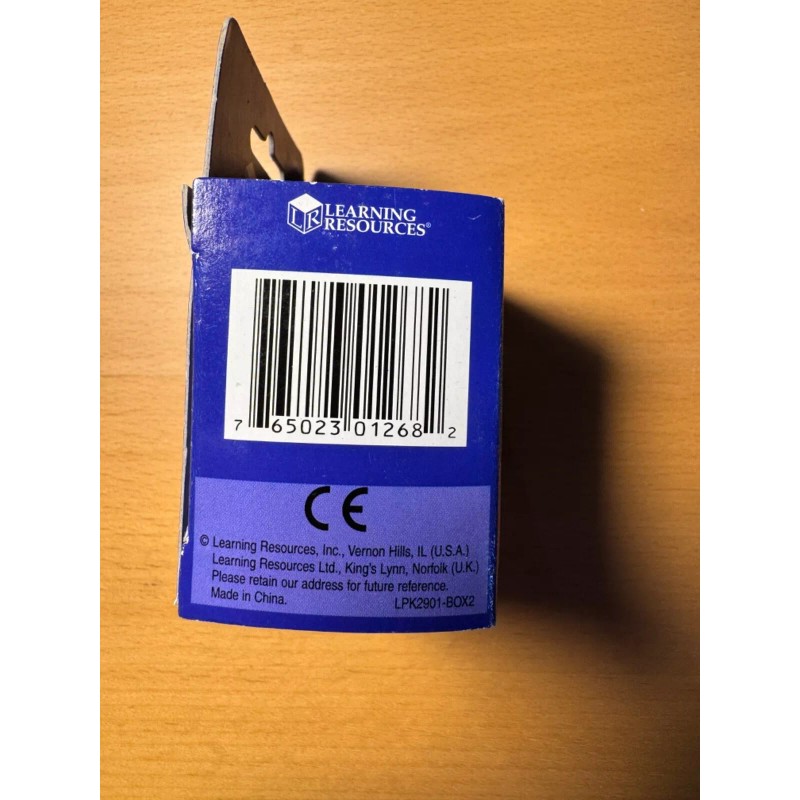 LR LEARNING
RESOURCES®
7 65023 01268 2
CE
© Learning Resources, Inc., Vernon Hills, IL (U.S.A.)
Learning Resources Ltd., King's Lynn, Norfolk (U.K.)
Please retain our address for future reference.
Made in China. LPK2901-BOX2